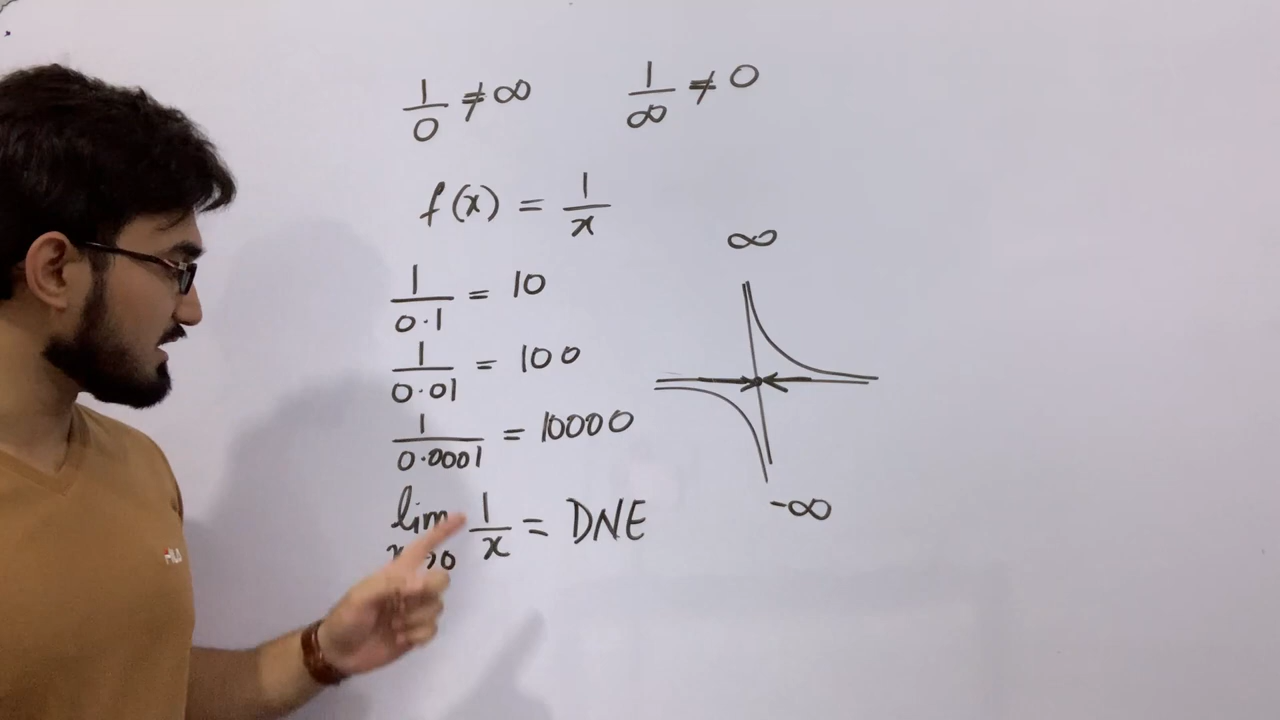 1/0 ≠ ∞
1/∞ ≠ 0
f(x) = 1/x
1/0.1 = 10
1/0.01 = 100
1/0.0001 = 10000
lim x→0 1/x = DNE
∞
-∞